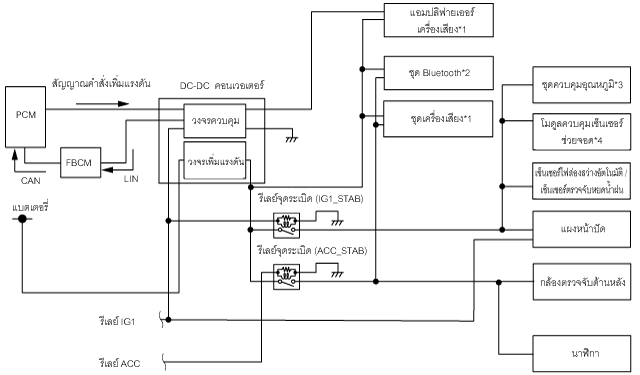 แอมปลิฟายเออร์
เครื่องเสียง*1
สัญญาณคำสั่งเพิ่มแรงดัน
DC-DC คอนเวอเตอร์
ชุด Bluetooth*2
ชุดควบคุมอุณหภูมิ*3
PCM
วงจรควบคุม
ชุดเครื่องเสียง*1
โมดูลควบคุมเซ็นเซอร์
ช่วยจอด*4
FBCM
วงจรเพิ่มแรงดัน
CAN
LIN
เซ็นเซอร์ไฟส่องสว่างอัตโนมัติ /
เซ็นเซอร์ตรวจจับหยดน้ำฝน
แบตเตอรี่
รีเลย์จุดระเบิด (IG1_STAB)
แผงหน้าปัด
รีเลย์จุดระเบิด (ACC_STAB)
กล้องตรวจจับด้านหลัง
รีเลย์ IG1
นาฬิกา
รีเลย์ ACC